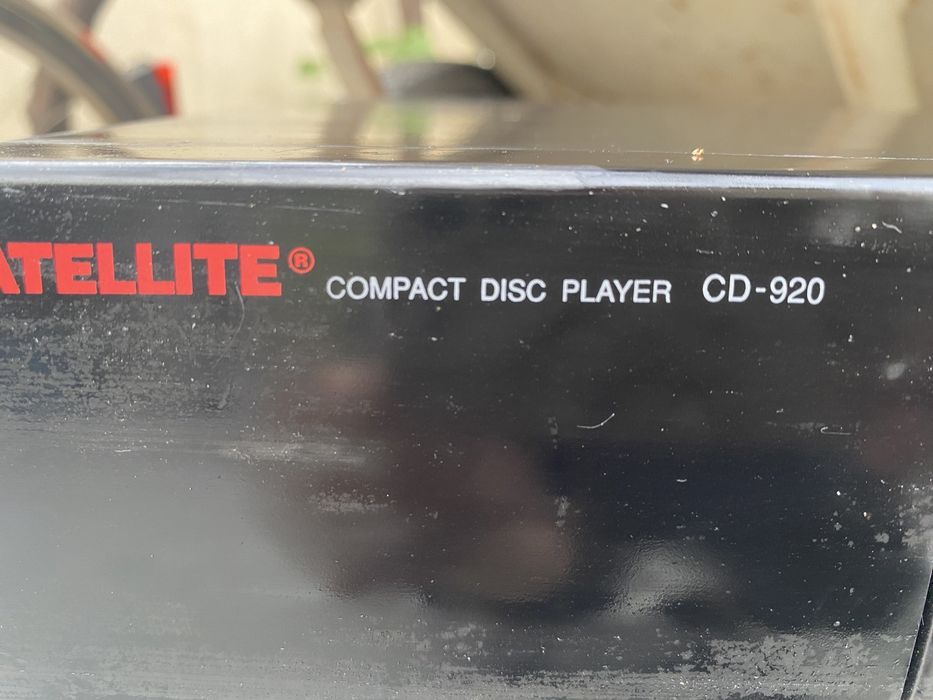 ATELLITE® COMPACT DISC PLAYER CD-920